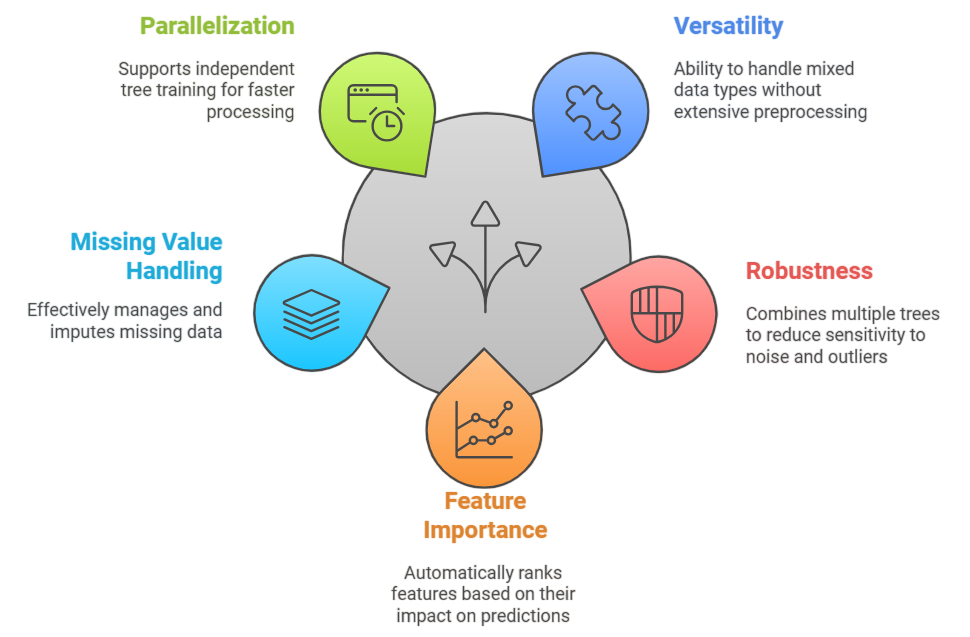 Parallelization
Supports independent
tree training for faster
processing
Versatility
Ability to handle mixed
data types without
extensive preprocessing
Missing Value
Handling
Effectively manages and
imputes missing data
Robustness
Combines multiple trees
to reduce sensitivity to
noise and outliers
Feature
Importance
Automatically ranks
features based on their
impact on predictions